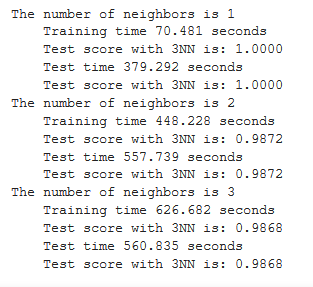 The number of neighbors is 1
Training time 70.481 seconds
Test score with 3NN is: 1.0000
Test time 379.292 seconds
Test score with 3NN is: 1.0000
The number of neighbors is 2
Training time 448.228 seconds
Test score with 3NN is: 0.9872
Test time 557.739 seconds
Test score with 3NN is: 0.9872
The number of neighbors is 3
Training time 626.682 seconds
Test score with 3NN is: 0.9868
Test time 560.835 seconds
Test score with 3NN is: 0.9868